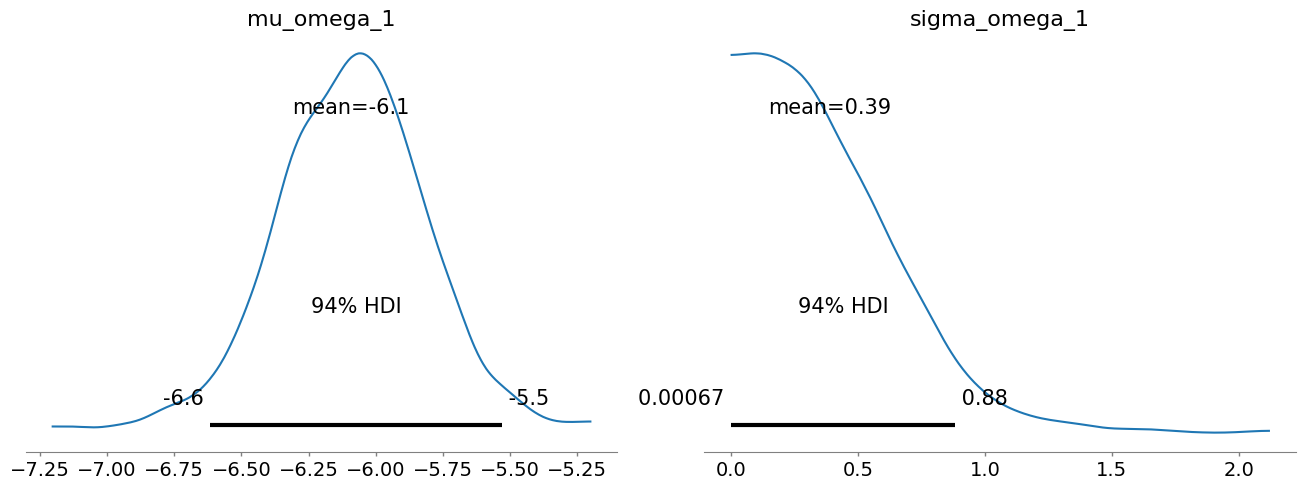 mu_omega_1
mean=-6.1
94% HDI
-6.6
-5.5
−7.25 −7.00 −6.75 −6.50 −6.25 −6.00 −5.75 −5.50 −5.25
sigma_omega_1
mean=0.39
94% HDI
0.00067
0.88
0.0 0.5 1.0 1.5 2.0